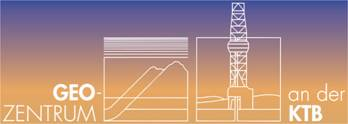 GEO-
ZENTRUM
an der
KTB